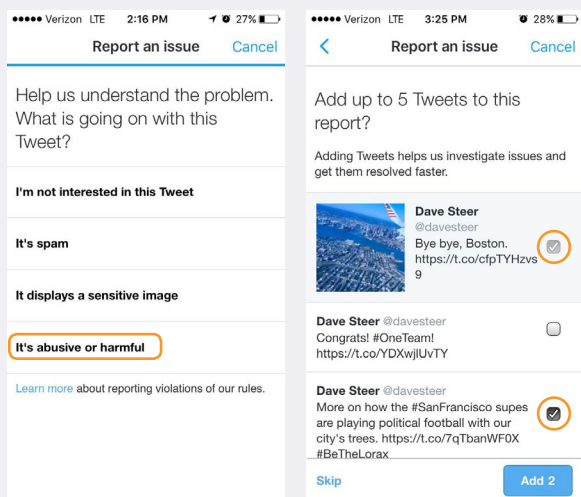 ●●●●● Verizon LTE 2:16 PM 27%
Report an issue Cancel
Help us understand the problem.
What is going on with this
Tweet?
I'm not interested in this Tweet
It's spam
It displays a sensitive image
It's abusive or harmful
Learn more about reporting violations of our rules.
●●●●● Verizon LTE 3:25 PM 28%
Report an issue Cancel
Add up to 5 Tweets to this
report?
Adding Tweets helps us investigate issues and
get them resolved faster.
Dave Steer
@davesteer
Bye bye, Boston.
https://t.co/cfpTYHzvs
9
Dave Steer @davesteer
Congrats! #OneTeam!
https://t.co/YDXwjlUvTY
Dave Steer @davesteer
More on how the #SanFrancisco supes
are playing political football with our
city's trees. https://t.co/7qTbanWF0X
#BeTheLorax
Skip Add 2